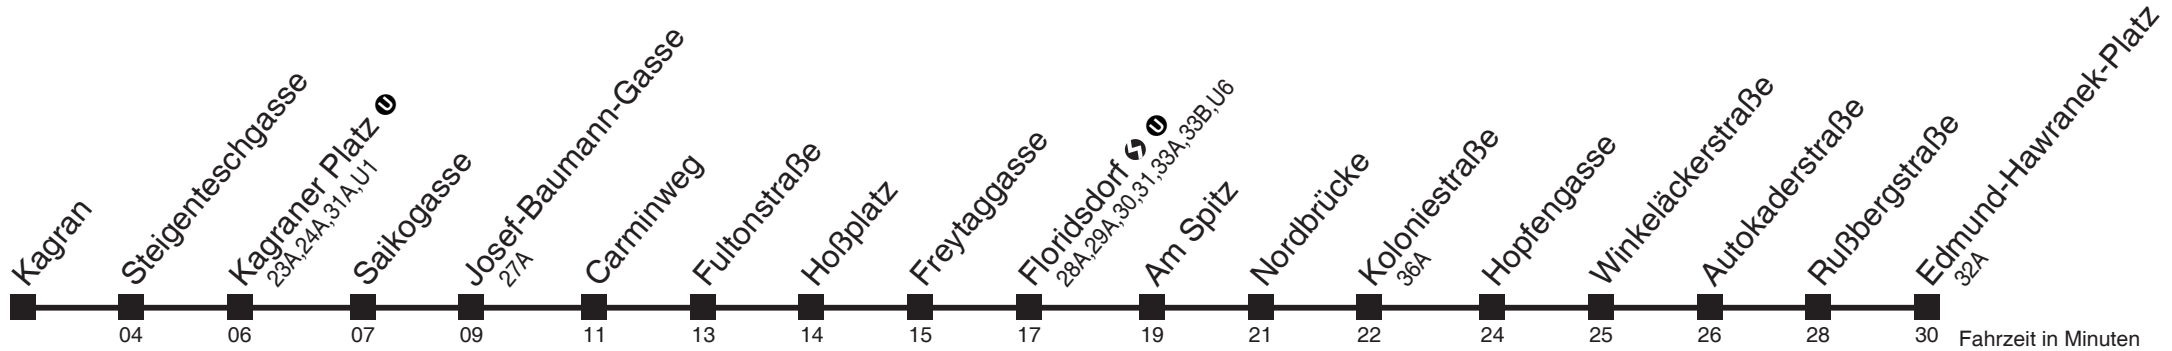 Kagran
Steigenteschgasse
Kagraner Platz U
23A,24A,31A,U1
Saikogasse
Josef-Baumann-Gasse
27A
Carminweg
Fultonstraße
Hoßplatz
Freytaggasse
Floridsdorf S U
28A,29A,30,31,33A,33B,U6
Am Spitz
Nordbrücke
Koloniestraße
36A
Hopfengasse
Winkeläckerstraße
Autokaderstraße
Rußbergstraße
Edmund-Hawranek-Platz
32A
04 06 07 09 11 13 14 15 17 19 21 22 24 25 26 28 30 Fahrzeit in Minuten